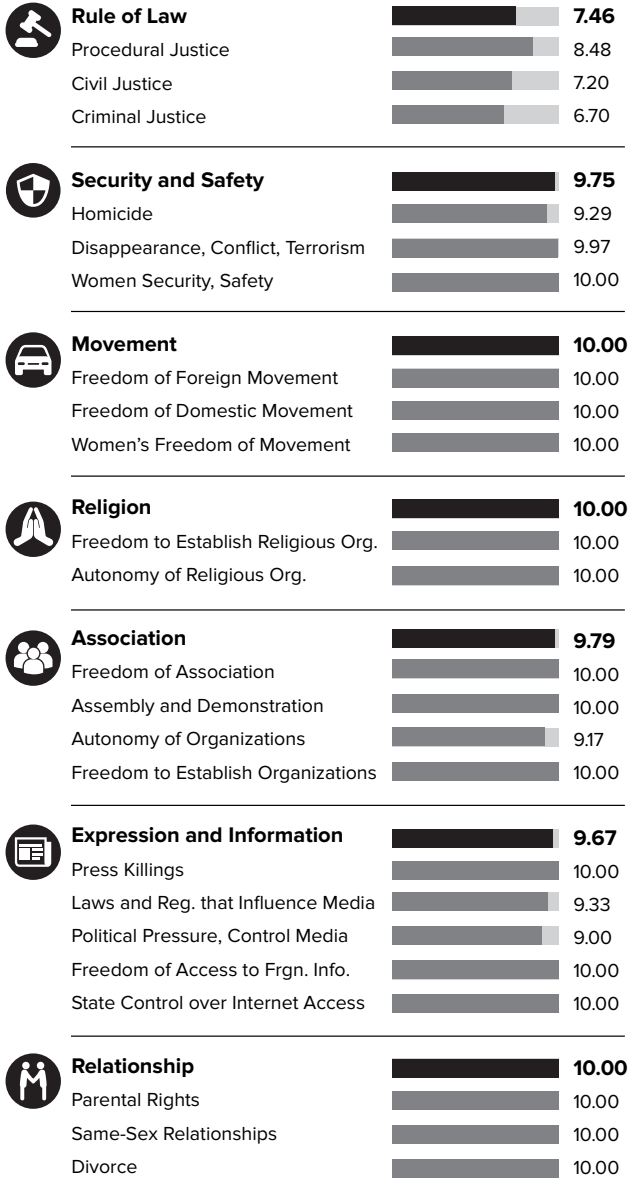 Rule of Law 7.46
Procedural Justice 8.48
Civil Justice 7.20
Criminal Justice 6.70
Security and Safety 9.75
Homicide 9.29
Disappearance, Conflict, Terrorism 9.97
Women Security, Safety 10.00
Movement 10.00
Freedom of Foreign Movement 10.00
Freedom of Domestic Movement 10.00
Women’s Freedom of Movement 10.00
Religion 10.00
Freedom to Establish Religious Org. 10.00
Autonomy of Religious Org. 10.00
Association 9.79
Freedom of Association 10.00
Assembly and Demonstration 10.00
Autonomy of Organizations 9.17
Freedom to Establish Organizations 10.00
Expression and Information 9.67
Press Killings 10.00
Laws and Reg. that Influence Media 9.33
Political Pressure, Control Media 9.00
Freedom of Access to Frgn. Info. 10.00
State Control over Internet Access 10.00
Relationship 10.00
Parental Rights 10.00
Same-Sex Relationships 10.00
Divorce 10.00